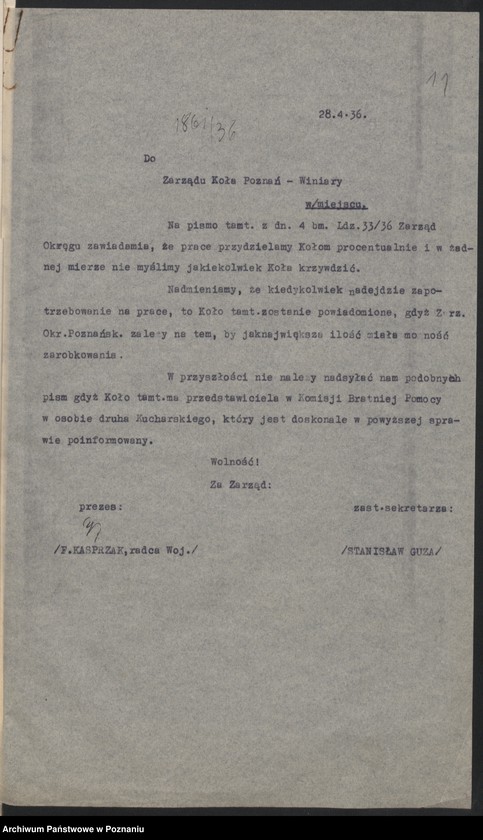 11
28.4.36.
1861/36
Do
Zarządu Koła Poznań - Winiary
w/miejscu.
Na pismo tamt. z dn. 4 bm. Ldz.33/36 Zarząd
Okręgu zawiadamia, że prace przydzielamy Kołom procentualnie i w żad-
nej mierze nie myślimy jakiekolwiek Koła krzywdzić.
Nadmieniamy, że kiedykolwiek nadejdzie zapo-
trzebowanie na prace, to Koło tamt.zostanie powiadomione, gdyż Zarz.
Okr.Poznańsk. zależy na tem, by jaknajwiększa ilość miała możność
zarobkowania.
W przyszłości nie należy nadsyłać nam podobnych
pism gdyż Koło tamt.ma przedstawiciela w Komisji Bratniej Pomocy
w osobie druha Kucharskiego, który jest doskonale w powyższej spra-
wie poinformowany.
Wolność!
Za Zarząd:
prezes: zast.sekretarza:
/F.KASPRZAK,radca Woj./ /STANISŁAW GUZA/
Archiwum Państwowe w Poznaniu